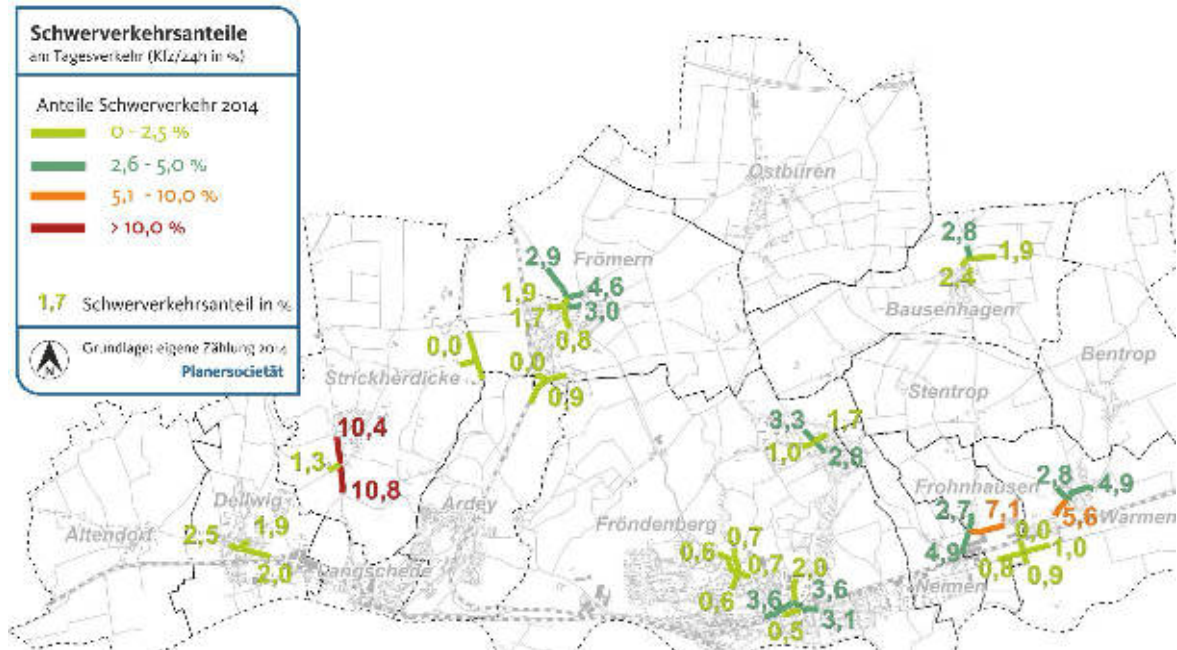 Schwerverkehrsanteile
am Tagesverkehr (Kfz/24h in %)
Anteile Schwerverkehr 2014
0 - 2,5 %
2,6 - 5,0 %
5,1 - 10,0 %
> 10,0 %
1,7 Schwerverkehrsanteil in %
Grundlage: eigene Zählung 2014
N
Planersocietät
Ostbüren
2,8
1,9
2,4
Bausenhagen
2,9
Frömern
4,6
1,9
3,0
1,7
0,8
0,0
Strickherdicke
0,0
0,9
Bentrop
Stentrop
10,4
1,3
10,8
3,3
1,7
1,0
2,8
Dellwig
Ardey
Altendorf
2,5
1,9
2,0
Langschede
Fröndenberg
0,7
0,6
0,7
0,6
2,0
3,6
3,6
3,1
0,5
Frohnhausen
2,8
4,9
2,7
7,1
5,6
Warmen
0,0
4,9
1,0
0,8
0,9
Neimen